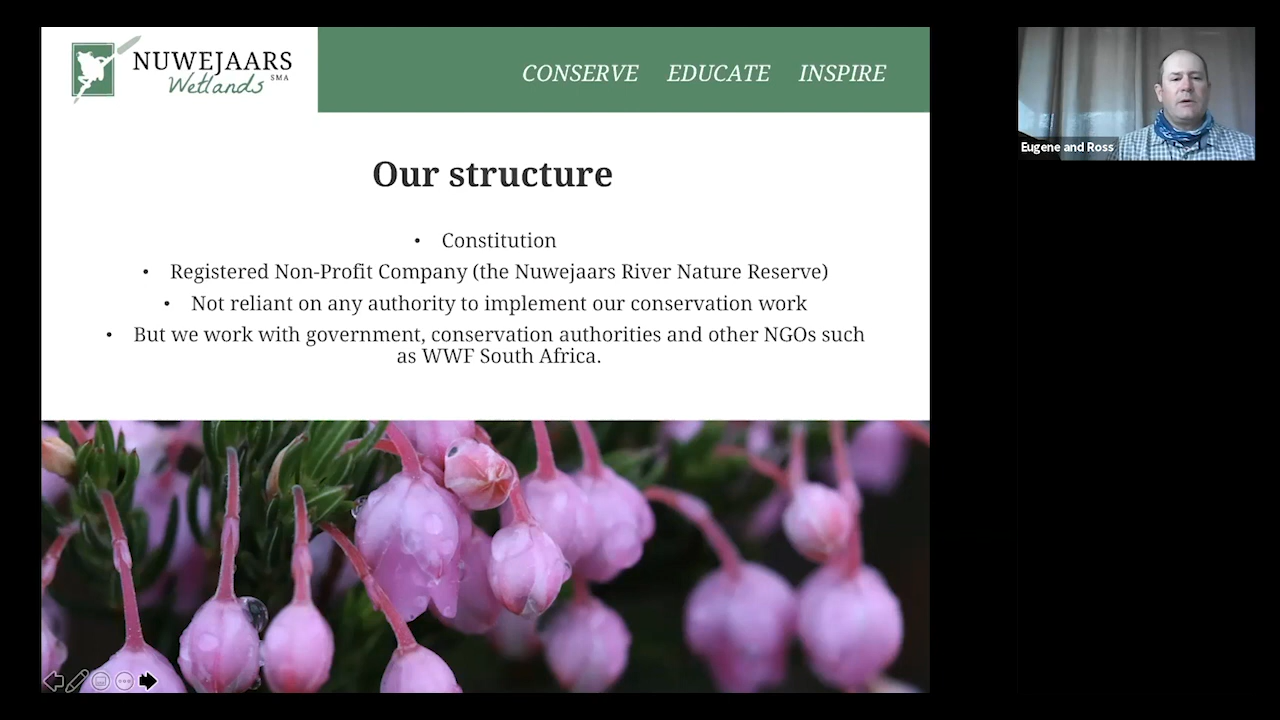 NUWEJAARS
SMA
Wetlands
CONSERVE EDUCATE INSPIRE
Our structure
• Constitution
• Registered Non-Profit Company (the Nuwejaars River Nature Reserve)
• Not reliant on any authority to implement our conservation work
• But we work with government, conservation authorities and other NGOs such
as WWF South Africa.
Eugene and Ross